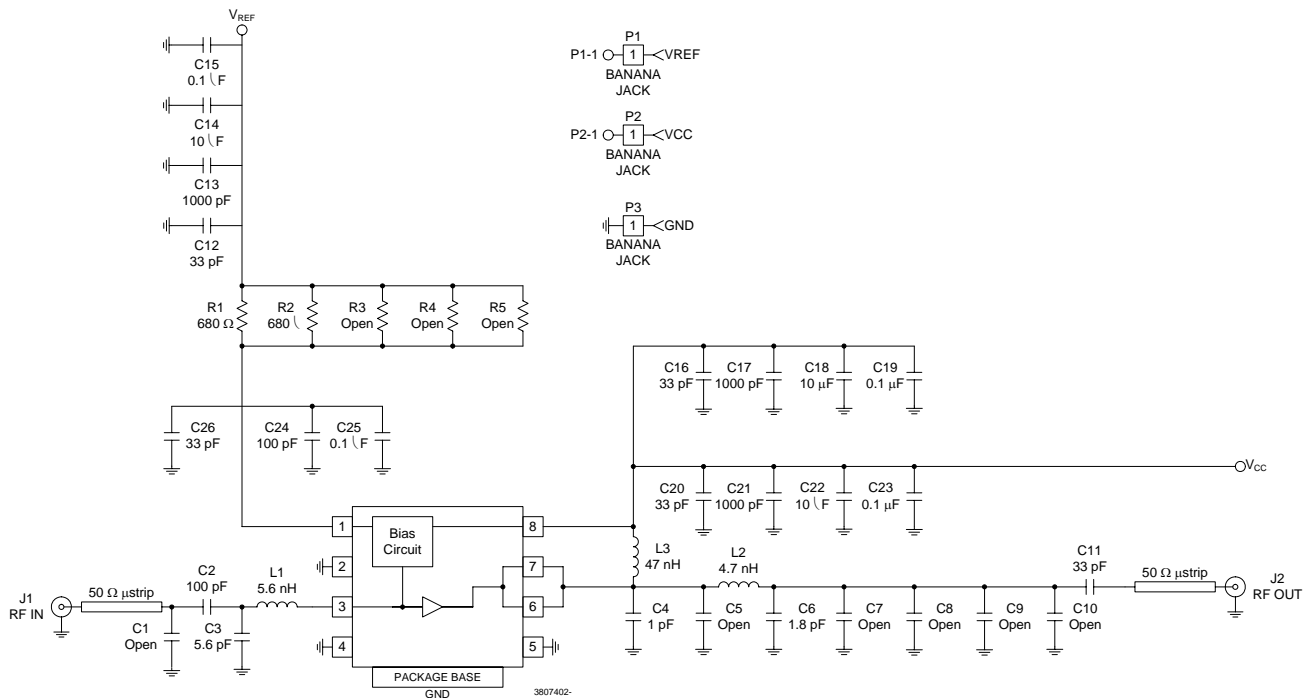 VREF
C15
0.1 \F
C14
10 \F
C13
1000 pF
C12
33 pF
P1
P1-1 1 VREF
BANANA
JACK
P2
P2-1 1 VCC
BANANA
JACK
P3
1 GND
BANANA
JACK
R1
680 Ω
R2
680 \
R3
Open
R4
Open
R5
Open
C16
33 pF
C17
1000 pF
C18
10 µF
C19
0.1 µF
C26
33 pF
C24
100 pF
C25
0.1 \F
C20
33 pF
C21
1000 pF
C22
10 \F
C23
0.1 µF
VCC
1
Bias
Circuit
8
2
7
3
6
4
5
PACKAGE BASE
GND
3807402-
J1
RF IN
50 Ω µstrip
C1
Open
C2
100 pF
C3
5.6 pF
L1
5.6 nH
L3
47 nH
L2
4.7 nH
C4
1 pF
C5
Open
C6
1.8 pF
C7
Open
C8
Open
C9
Open
C10
Open
C11
33 pF
50 Ω µstrip
J2
RF OUT